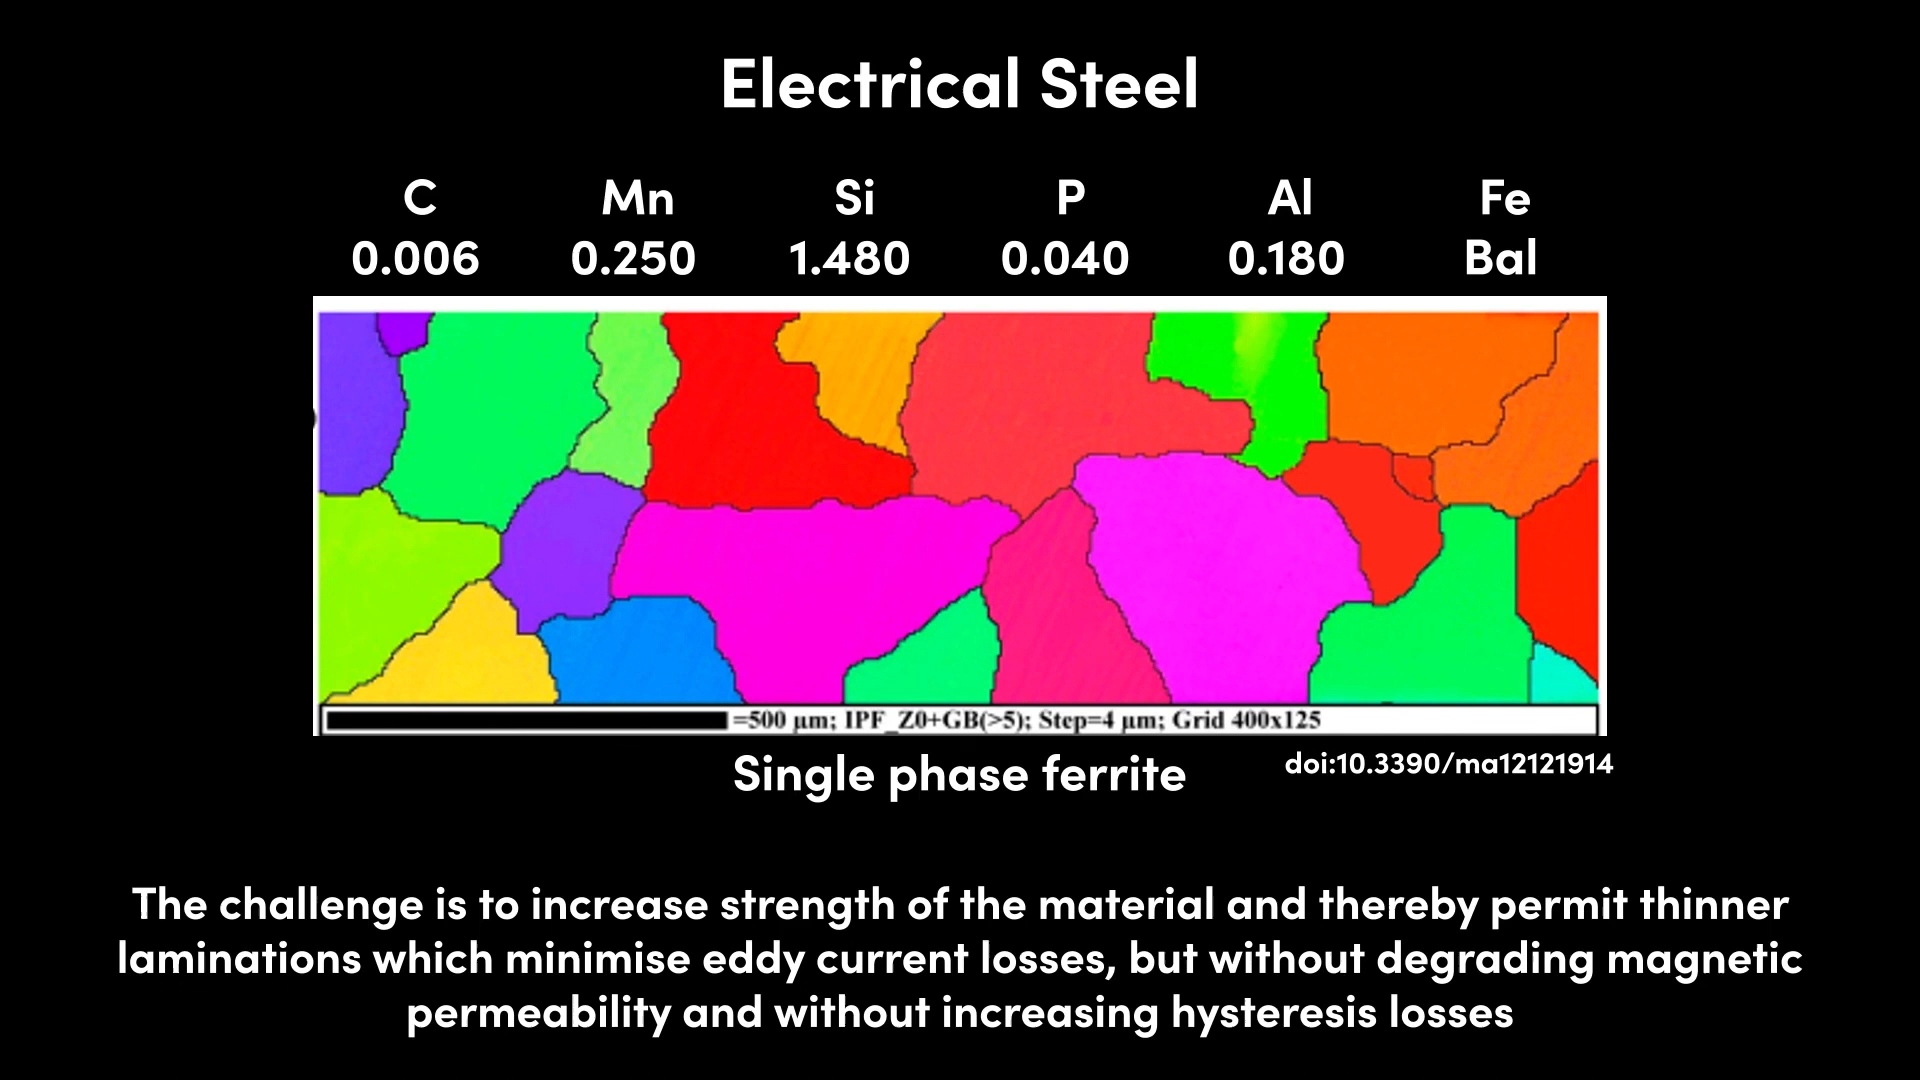 Electrical Steel
C Mn Si P Al Fe
0.006 0.250 1.480 0.040 0.180 Bal
=500 µm; IPF_Z0+GB(>5); Step=4 µm; Grid 400x125
Single phase ferrite
doi:10.3390/ma12121914
The challenge is to increase strength of the material and thereby permit thinner
laminations which minimise eddy current losses, but without degrading magnetic
permeability and without increasing hysteresis losses